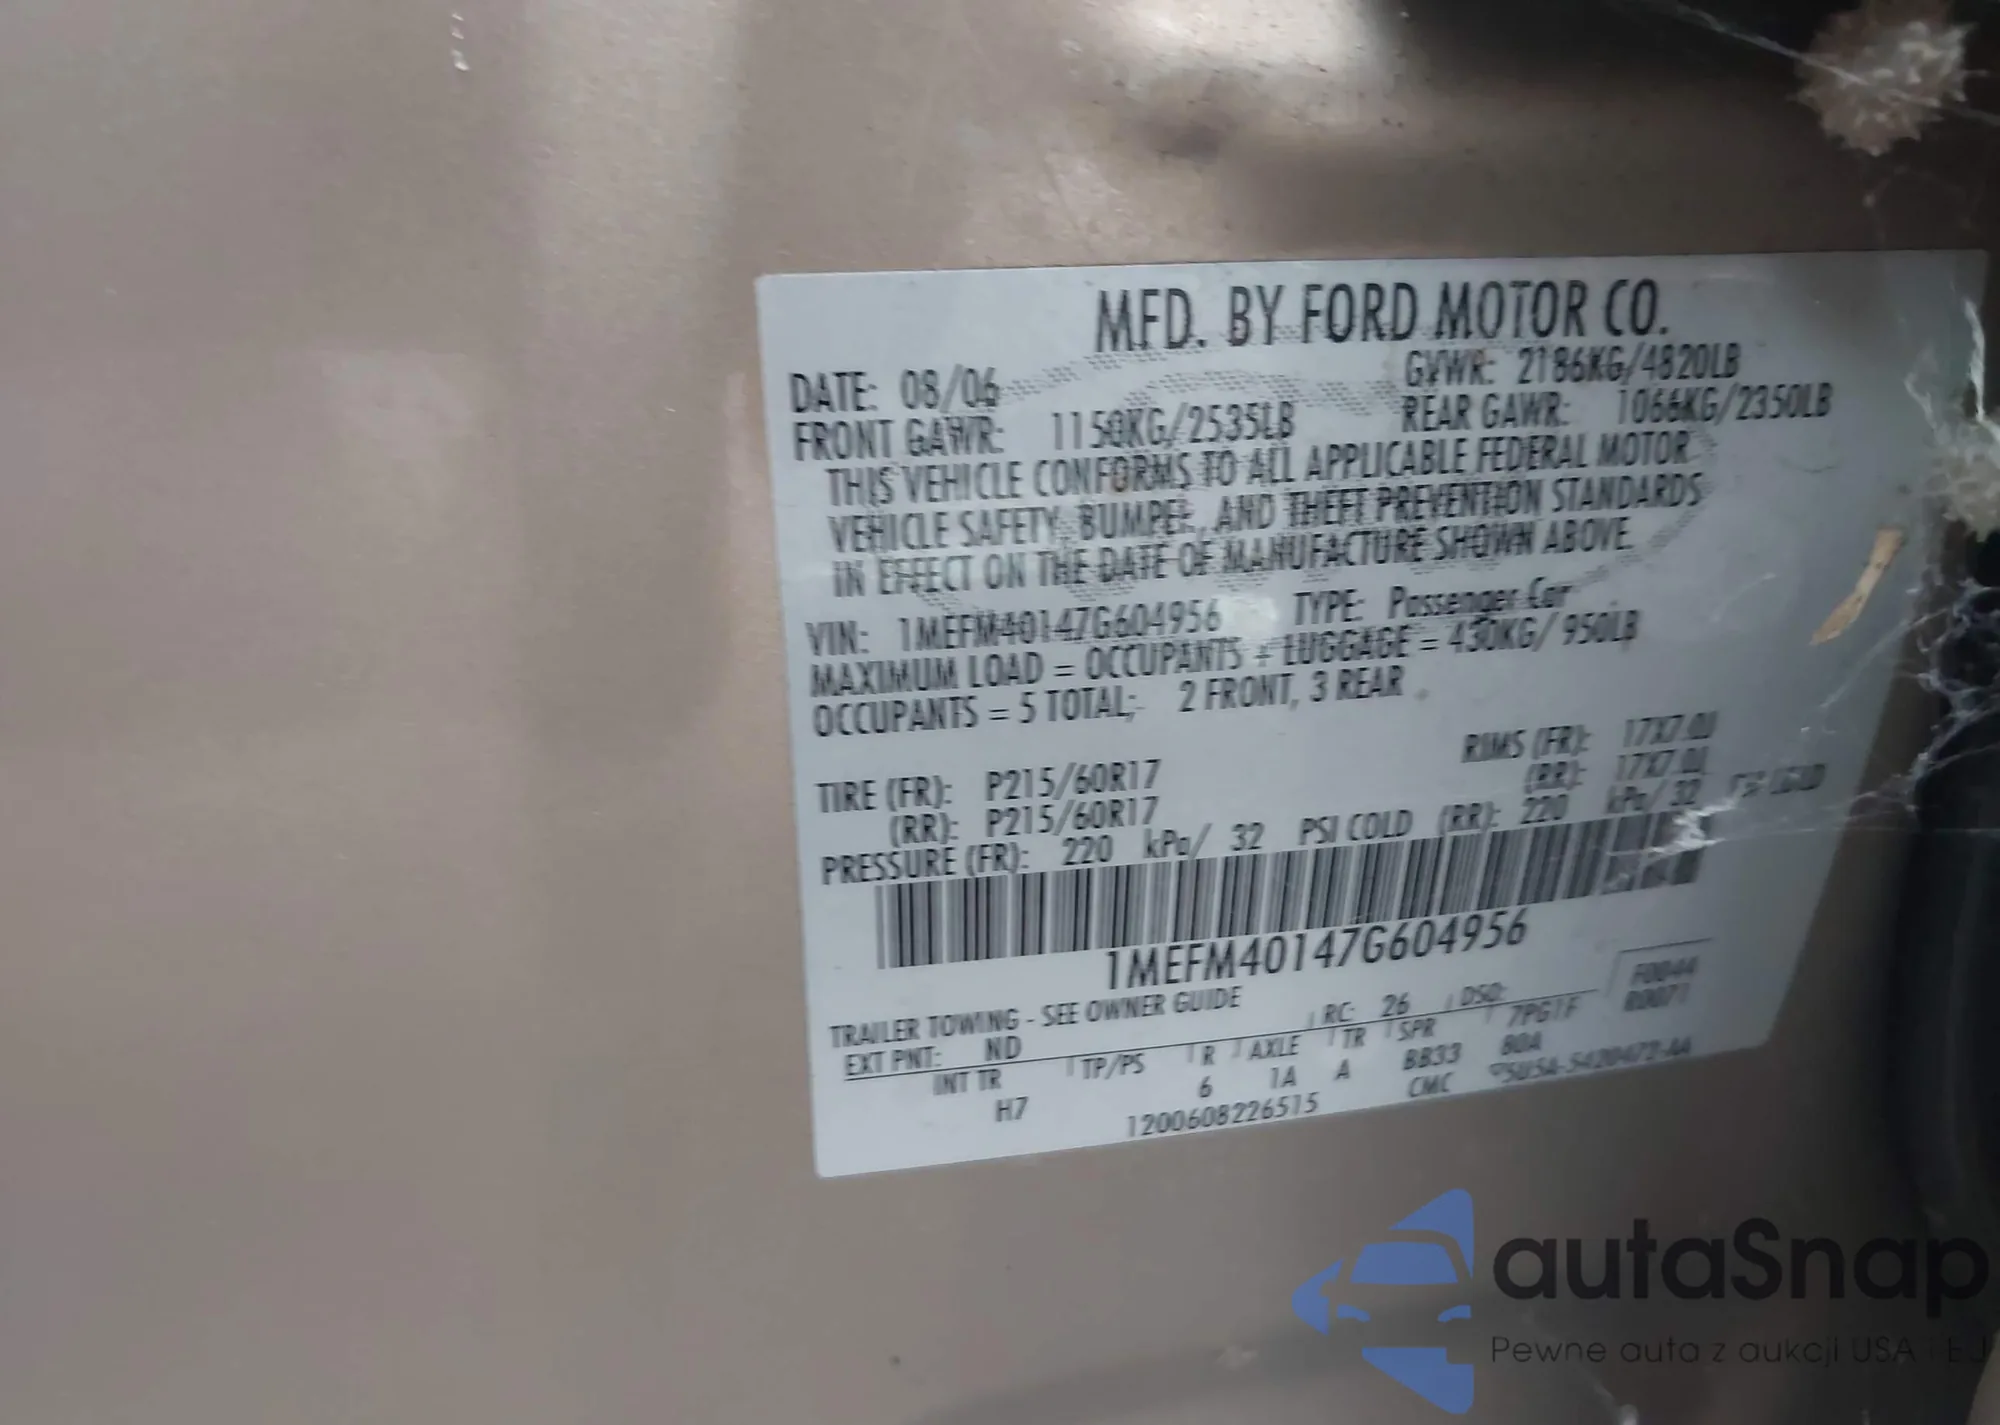 MFD. BY FORD MOTOR CO.
DATE: 08/06 GVWR: 2186KG/4820LB
FRONT GAWR: 1150KG/2535LB REAR GAWR: 1066KG/2350LB
THIS VEHICLE CONFORMS TO ALL APPLICABLE FEDERAL MOTOR
VEHICLE SAFETY, BUMPER, AND THEFT PREVENTION STANDARDS
IN EFFECT ON THE DATE OF MANUFACTURE SHOWN ABOVE.
VIN: 1MEFM40147G604956 TYPE: Passenger Car
MAXIMUM LOAD = OCCUPANTS + LUGGAGE = 430KG/ 950LB
OCCUPANTS = 5 TOTAL; 2 FRONT, 3 REAR
TIRE (FR): P215/60R17 RIMS (FR): 17X7.0J
(RR): P215/60R17 (RR): 17X7.0J
PRESSURE (FR): 220 kPa/ 32 PSI COLD (RR): 220 kPa/ 32 PSI COLD
1MEFM40147G604956
TRAILER TOWING - SEE OWNER GUIDE
F0044
R0071
EXT PNT: ND RC: 26 DSO:
INT TR TP/PS R AXLE TR SPR 7PG1F
H7 6 1A A BB33 80A
1200608226515 CMC
autaSnap
Pewne auta z aukcji USA i EU